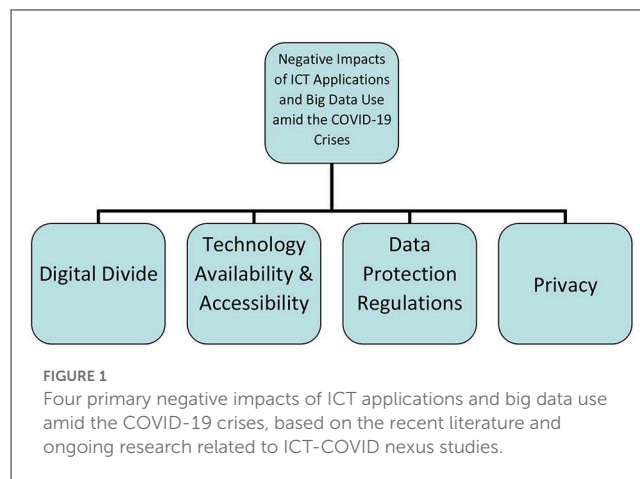 Negative Impacts
of ICT Applications
and Big Data Use
amid the COVID-19
Crises
Digital Divide
Technology
Availability &
Accessibility
Data
Protection
Regulations
Privacy
FIGURE 1
Four primary negative impacts of ICT applications and big data use
amid the COVID-19 crises, based on the recent literature and
ongoing research related to ICT-COVID nexus studies.